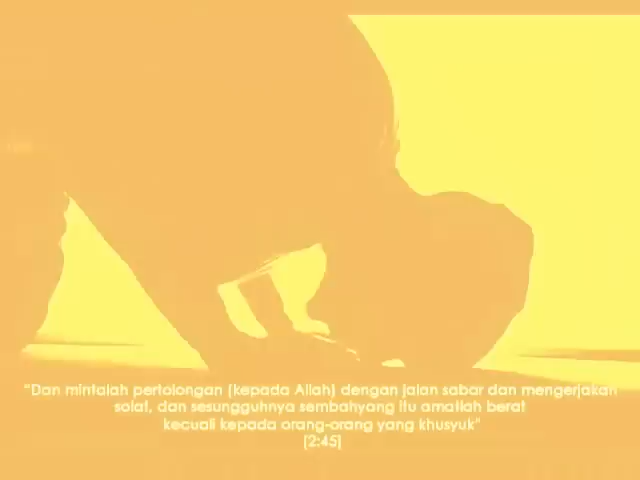 "Dan mintalah pertolongan (kepada Allah) dengan jalan sabar dan mengerjakan
solat, dan sesungguhnya sembahyang itu amatlah berat
kecuali kepada orang-orang yang khusyuk"
[2:45]